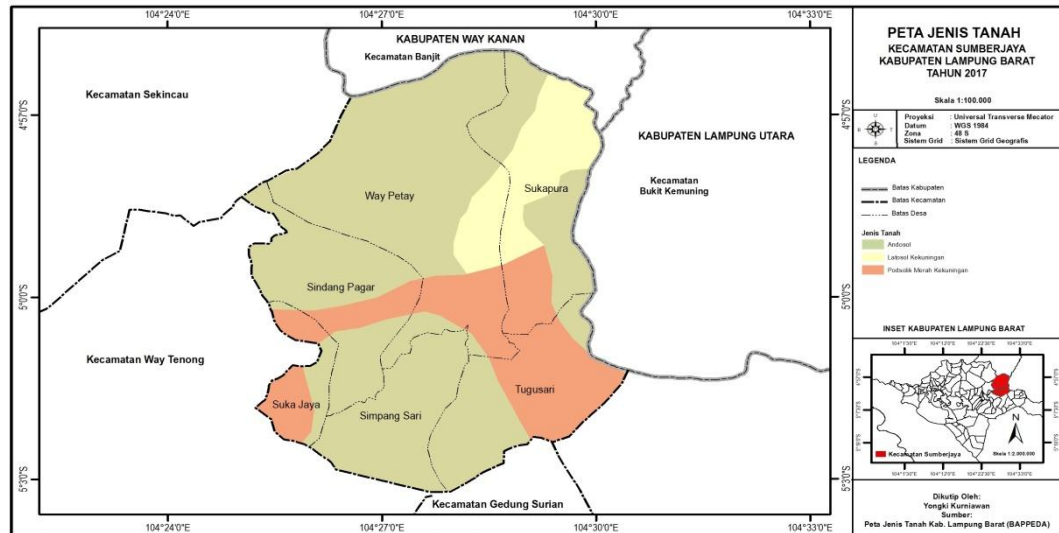 104°24'0"E 104°27'0"E 104°30'0"E 104°33'0"E
KABUPATEN WAY KANAN
Kecamatan Banjit
Kecamatan Sekincau
4°57'0"S
4°57'0"S
KABUPATEN LAMPUNG UTARA
Kecamatan
Bukit Kemuning
Way Petay
Sukapura
Sindang Pagar
5°0'0"S
5°0'0"S
Kecamatan Way Tenong
Suka Jaya
Simpang Sari
Tugusari
5°3'0"S
5°3'0"S
Kecamatan Gedung Surian
104°24'0"E 104°27'0"E 104°30'0"E 104°33'0"E
PETA JENIS TANAH
KECAMATAN SUMBERJAYA
KABUPATEN LAMPUNG BARAT
TAHUN 2017
Skala 1:100.000
U
B T
S
Proyeksi : Universal Transverse Mecator
Datum : WGS 1984
Zona : 48 S
Sistem Grid : Sistem Grid Geografis
LEGENDA
Batas Kabupaten
Batas Kecamatan
Batas Desa
Jenis Tanah
Andosol
Latosol Kekuningan
Podsolik Merah Kekuningan
INSET KABUPATEN LAMPUNG BARAT
N
Kecamatan Sumberjaya
Skala 1:2.000.000
Dikutip Oleh:
Yongki Kurniawan
Sumber:
Peta Jenis Tanah Kab. Lampung Barat (BAPPEDA)